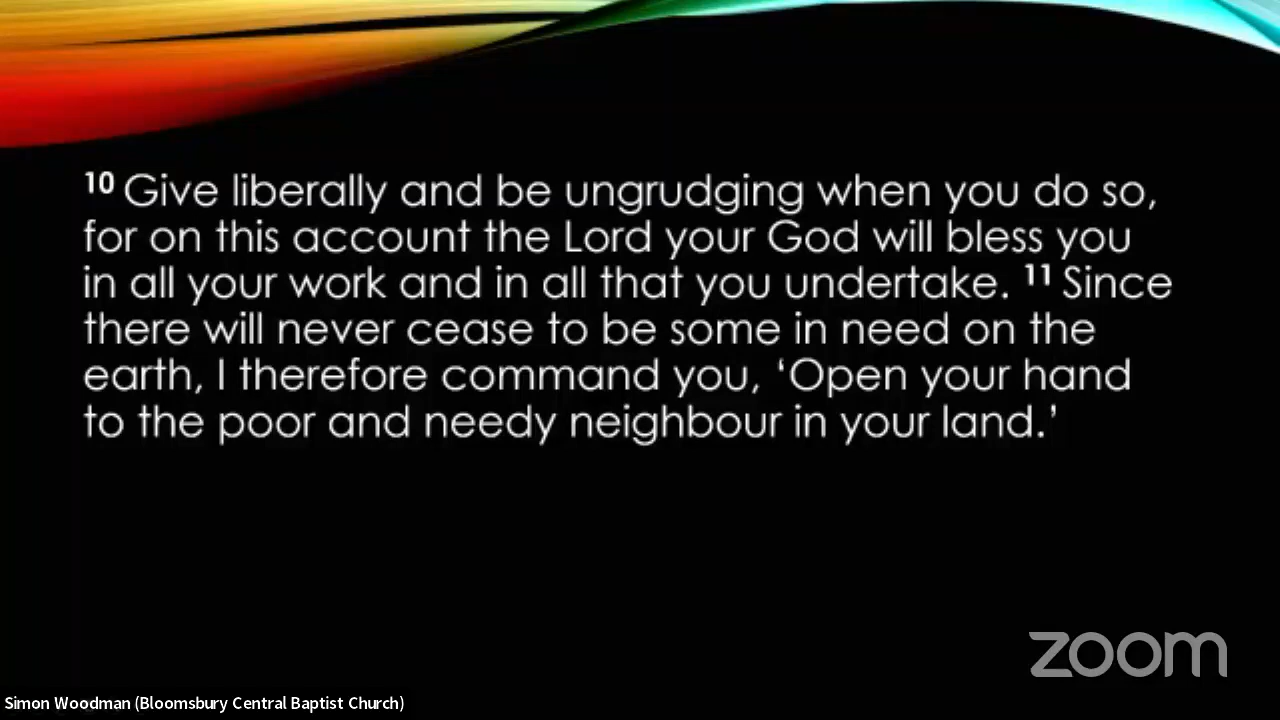 10 Give liberally and be ungrudging when you do so,
for on this account the Lord your God will bless you
in all your work and in all that you undertake. 11 Since
there will never cease to be some in need on the
earth, I therefore command you, ‘Open your hand
to the poor and needy neighbour in your land.’
zoom
Simon Woodman (Bloomsbury Central Baptist Church)